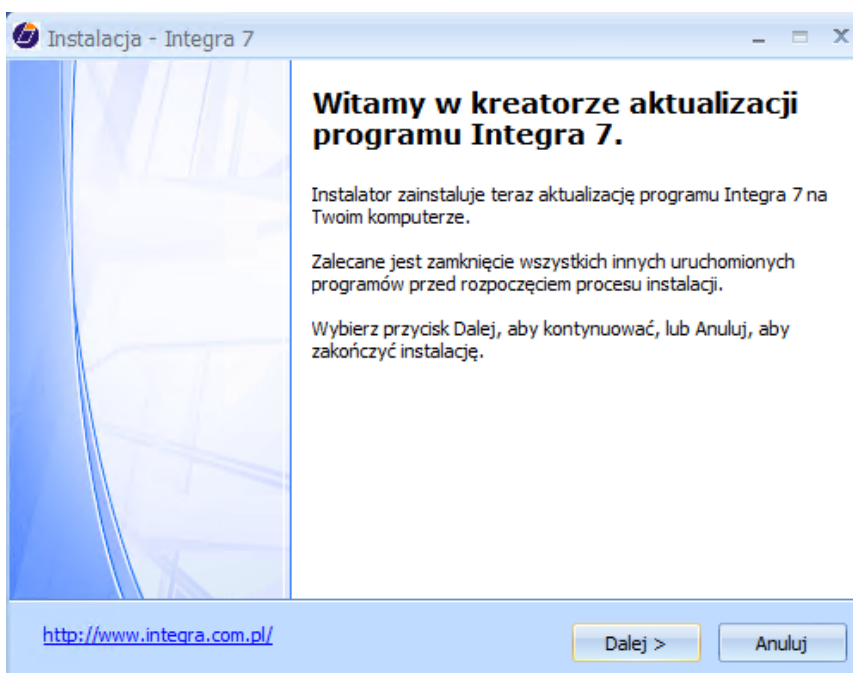 Instalacja - Integra 7
Witamy w kreatorze aktualizacji
programu Integra 7.
Instalator zainstaluje teraz aktualizację programu Integra 7 na
Twoim komputerze.
Zalecane jest zamknięcie wszystkich innych uruchomionych
programów przed rozpoczęciem procesu instalacji.
Wybierz przycisk Dalej, aby kontynuować, lub Anuluj, aby
zakończyć instalację.
http://www.integra.com.pl/
Dalej >
Anuluj